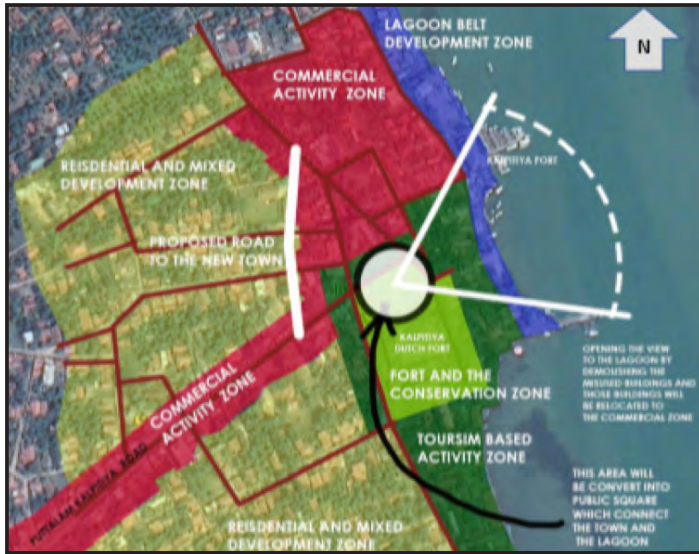 LAGOON BELT
DEVELOPMENT ZONE
N
COMMERCIAL
ACTIVITY ZONE
KALPITIYA PORT
REISDENTIAL AND MIXED
DEVELOPMENT ZONE
PROPOSED ROAD
TO THE NEW TOWN
KALPITIYA
DUTCH FORT
OPENING THE VIEW
TO THE LAGOON BY
DEMOLISHING THE
MISUSED BUILDINGS AND
THOSE BUILDINGS WILL
BE RELOCATED TO
THE COMMERCIAL ZONE
FORT AND THE
CONSERVATION ZONE
COMMERCIAL
ACTIVITY ZONE
TOURSIM BASED
ACTIVITY ZONE
PUTTALAM KALPITIYA ROAD
THIS AREA WILL
BE CONVERT INTO
PUBLIC SQUARE
WHICH CONNECT
THE TOWN AND
THE LAGOON
REISDENTIAL AND MIXED
DEVELOPMENT ZONE